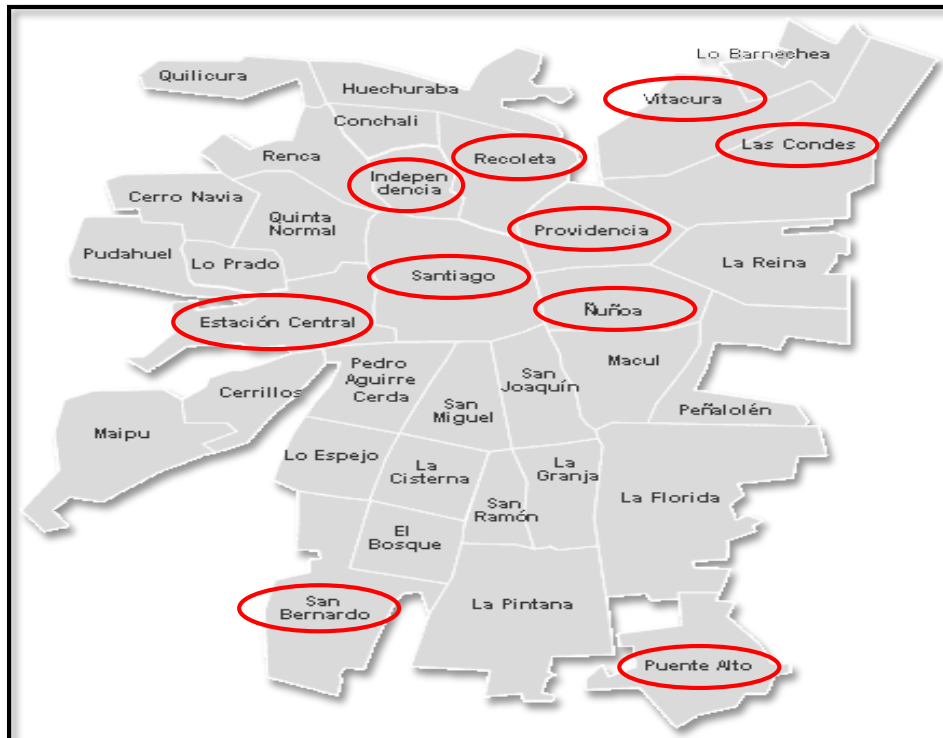 Lo Barnechea
Quilicura
Huechuraba
Vitacura
Conchali
Las Condes
Renca
Recoleta
Indepen
dencia
Cerro Navia
Quinta
Normal
Providencia
Pudahuel
Lo Prado
La Reina
Santiago
Ñuñoa
Estación Central
Pedro
Aguirre
Cerda
San
Joaquín
Macul
Cerrillos
San
Miguel
Peñalolén
Maipu
Lo Espejo
La
Cisterna
La
Granja
La Florida
San
Ramón
El
Bosque
San
Bernardo
La Pintana
Puente Alto